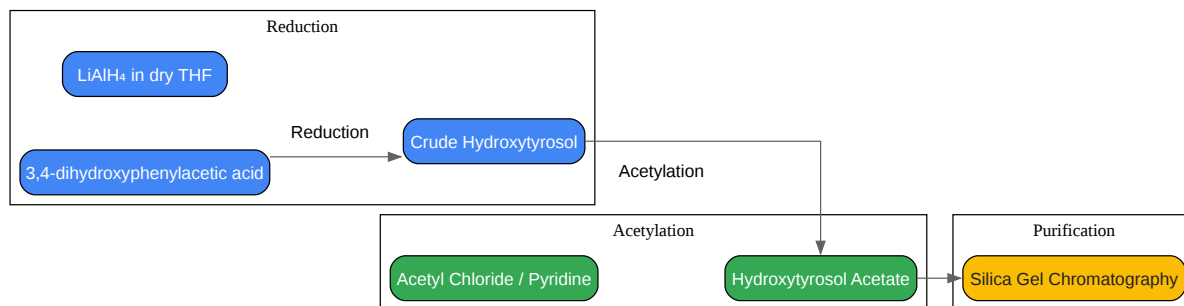 Reduction
LiAlH₄ in dry THF
Reduction
Crude Hydroxytyrosol
3,4-dihydroxyphenylacetic acid
Acetylation
Acetylation
Purification
Acetyl Chloride / Pyridine
Hydroxytyrosol Acetate
Silica Gel Chromatography